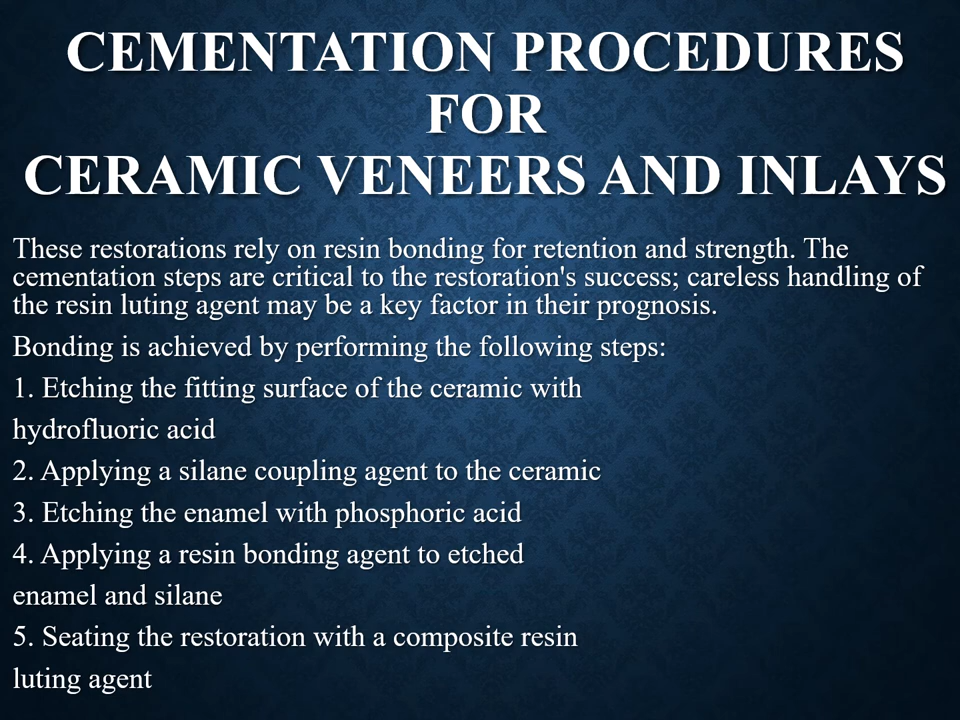 CEMENTATION PROCEDURES
FOR
CERAMIC VENEERS AND INLAYS
These restorations rely on resin bonding for retention and strength. The
cementation steps are critical to the restoration's success; careless handling of
the resin luting agent may be a key factor in their prognosis.
Bonding is achieved by performing the following steps:
1. Etching the fitting surface of the ceramic with
hydrofluoric acid
2. Applying a silane coupling agent to the ceramic
3. Etching the enamel with phosphoric acid
4. Applying a resin bonding agent to etched
enamel and silane
5. Seating the restoration with a composite resin
luting agent